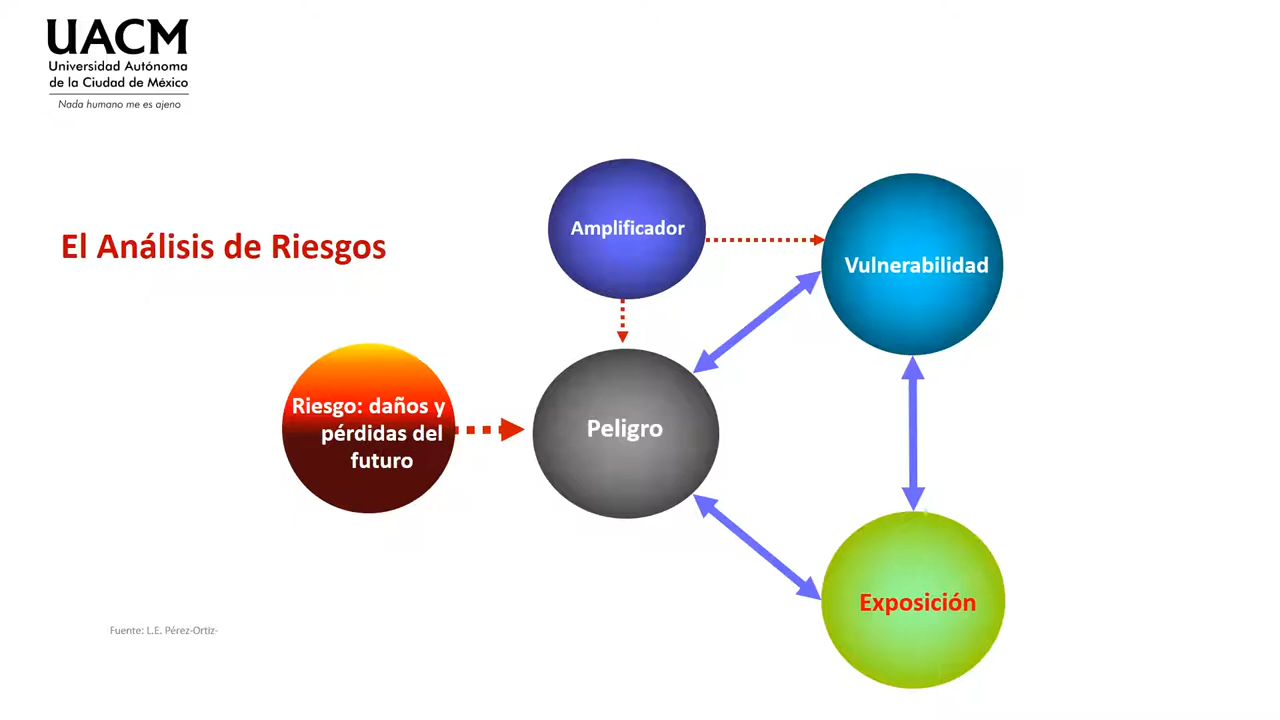 UACM
Universidad Autónoma
de la Ciudad de México
Nada humano me es ajeno
El Análisis de Riesgos
Amplificador
Vulnerabilidad
Riesgo: daños y
pérdidas del
futuro
Peligro
Exposición
Fuente: L.E. Pérez-Ortiz-